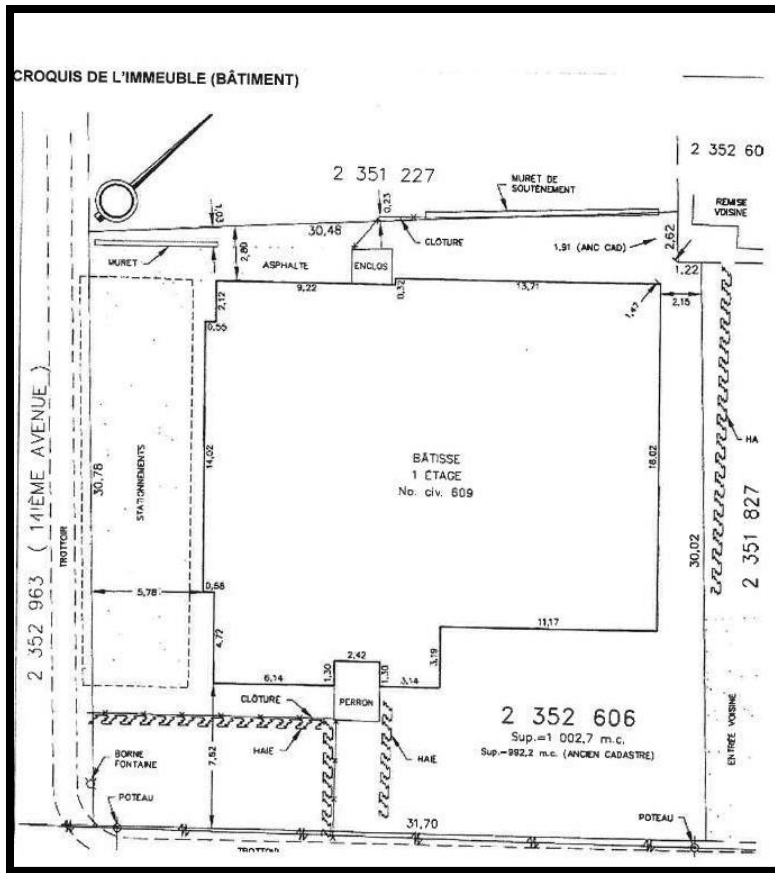 CROQUIS DE L'IMMEUBLE (BÂTIMENT)
2 352 60
2 351 227
MURET DE
SOUTÈNEMENT
REMISE
VOISINE
0,23
1,03
30,48
CLÔTURE
1,91 (ANC CAD)
2,62
2,80
MURET
ASPHALTE
ENCLOS
1,22
9,22
0,32
13,71
2,15
2,12
1,47
0,55
HA
BÂTISSE
1 ÉTAGE
No. civ. 609
14,02
18,02
30,78
STATIONNEMENTS
2 352 963 ( 14IÈME AVENUE )
TROTTOIR
30,02
2 351 827
5,78
0,58
4,72
11,17
2,42
3,19
6,14
1,30
1,30
3,14
PERRON
CLÔTURE
2 352 606
Sup.=1 002,7 m.c.
Sup.=992,2 m.c. (ANCIEN CADASTRE)
7,52
HAIE
HAIE
ENTRÉE VOISINE
BORNE
FONTAINE
POTEAU
31,70
POTEAU
TROTTOIR